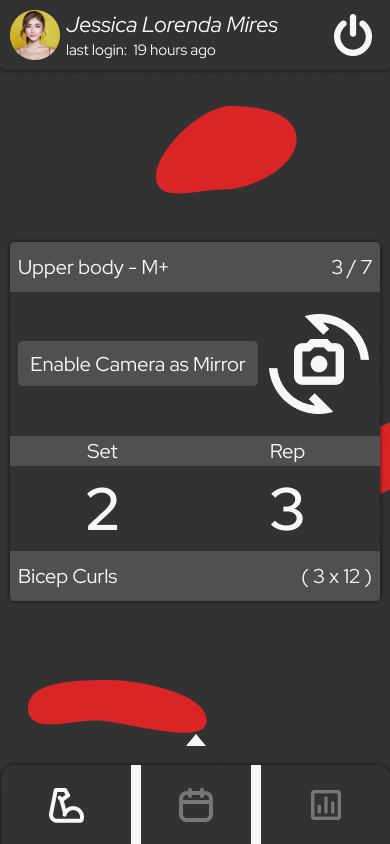 Jessica Lorenda Mires
last login: 19 hours ago
Upper body - M+ 3 / 7
Enable Camera as Mirror
Set Rep
2 3
Bicep Curls ( 3 x 12 )